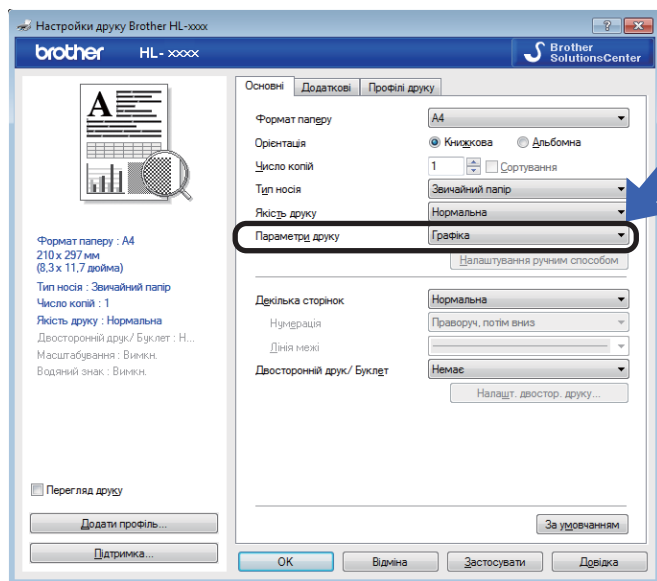 Настройки друку Brother HL-xxxx
brother HL- xxxx
Brother
SolutionsCenter
Основні Додаткові Профілі друку
Формат паперу A4
Орієнтація Книжкова Альбомна
Число копій 1 Сортування
Тип носія Звичайний папір
Якість друку Нормальна
Параметри друку Графіка
Налаштування ручним способом
Декілька сторінок Нормальна
Нумерація Праворуч, потім вниз
Лінія межі
Двосторонній друк/ Буклет Немає
Налашт. двостор. друку...
За умовчанням
A
Формат паперу : A4
210 x 297 мм
(8,3 x 11,7 дюйма)
Тип носія : Звичайний папір
Число копій : 1
Якість друку : Нормальна
Двосторонній друк/ Буклет : Н...
Масштабування : Вимкн.
Водяний знак : Вимкн.
Перегляд друку
Додати профіль...
Підтримка...
OK Відміна Застосувати Довідка